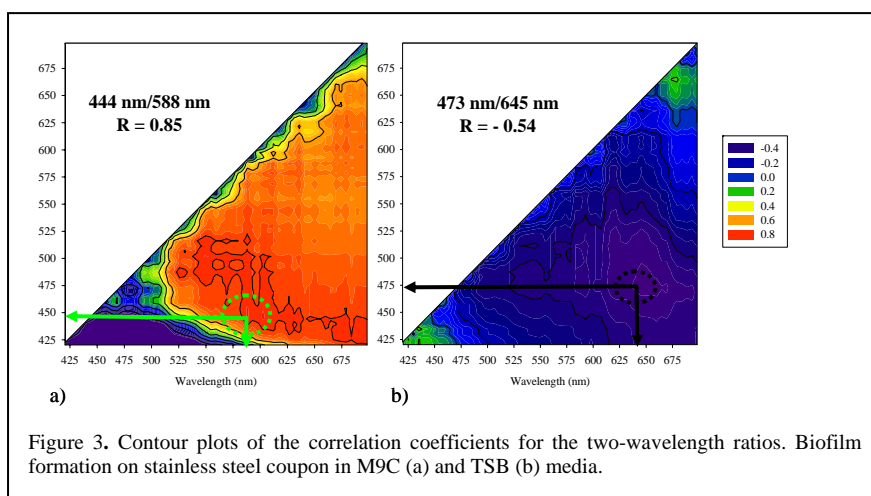 444 nm/588 nm
R = 0.85
675
650
625
600
575
550
525
500
475
450
425
425 450 475 500 525 550 575 600 625 650 675
Wavelength (nm)
a)
473 nm/645 nm
R = - 0.54
675
650
625
600
575
550
525
500
475
450
425
425 450 475 500 525 550 575 600 625 650 675
Wavelength (nm)
b)
-0.4
-0.2
0.0
0.2
0.4
0.6
0.8
Figure 3. Contour plots of the correlation coefficients for the two-wavelength ratios. Biofilm
formation on stainless steel coupon in M9C (a) and TSB (b) media.